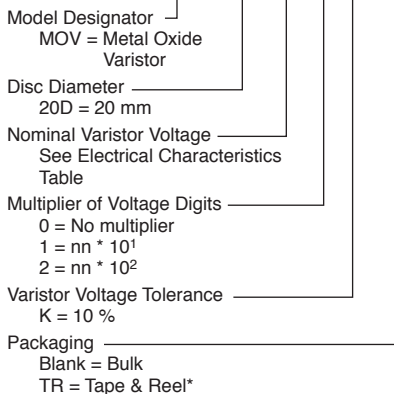 Model Designator
MOV = Metal Oxide
Varistor
Disc Diameter
20D = 20 mm
Nominal Varistor Voltage
See Electrical Characteristics
Table
Multiplier of Voltage Digits
0 = No multiplier
1 = nn * 10¹
2 = nn * 10²
Varistor Voltage Tolerance
K = 10 %
Packaging
Blank = Bulk
TR = Tape & Reel*